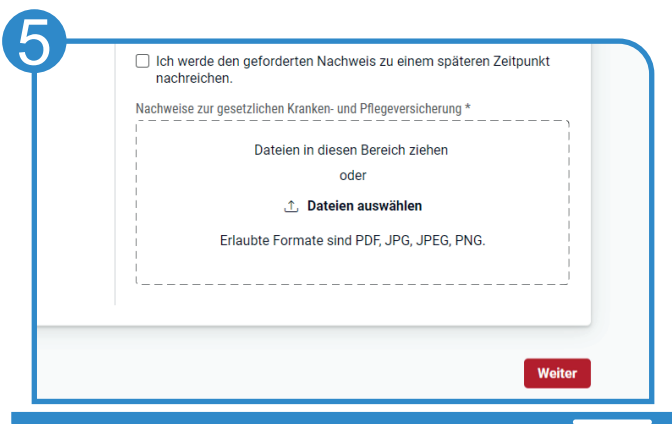 5
Ich werde den geforderten Nachweis zu einem späteren Zeitpunkt
nachreichen.
Nachweise zur gesetzlichen Kranken- und Pflegeversicherung *
Dateien in diesen Bereich ziehen
oder
Dateien auswählen
Erlaubte Formate sind PDF, JPG, JPEG, PNG.
Weiter